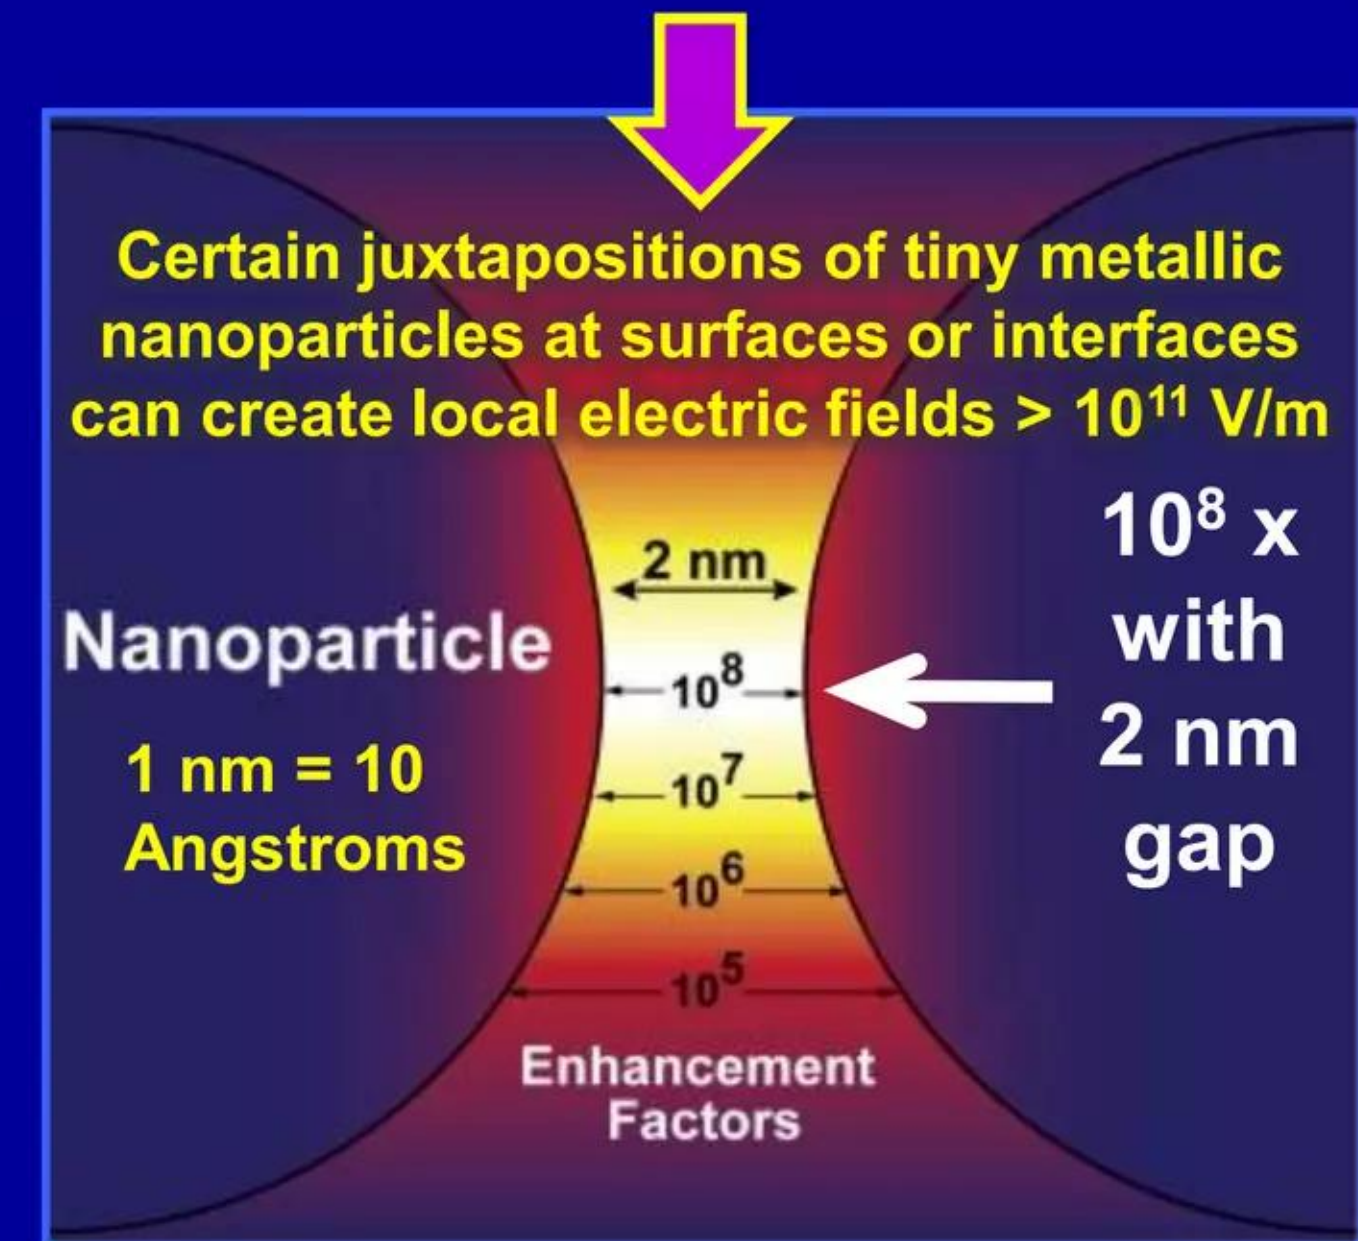 Certain juxtapositions of tiny metallic
nanoparticles at surfaces or interfaces
can create local electric fields > 10¹¹ V/m
2 nm
Nanoparticle
1 nm = 10
Angstroms
10⁸
10⁷
10⁶
10⁵
Enhancement
Factors
10⁸ x
with
2 nm
gap